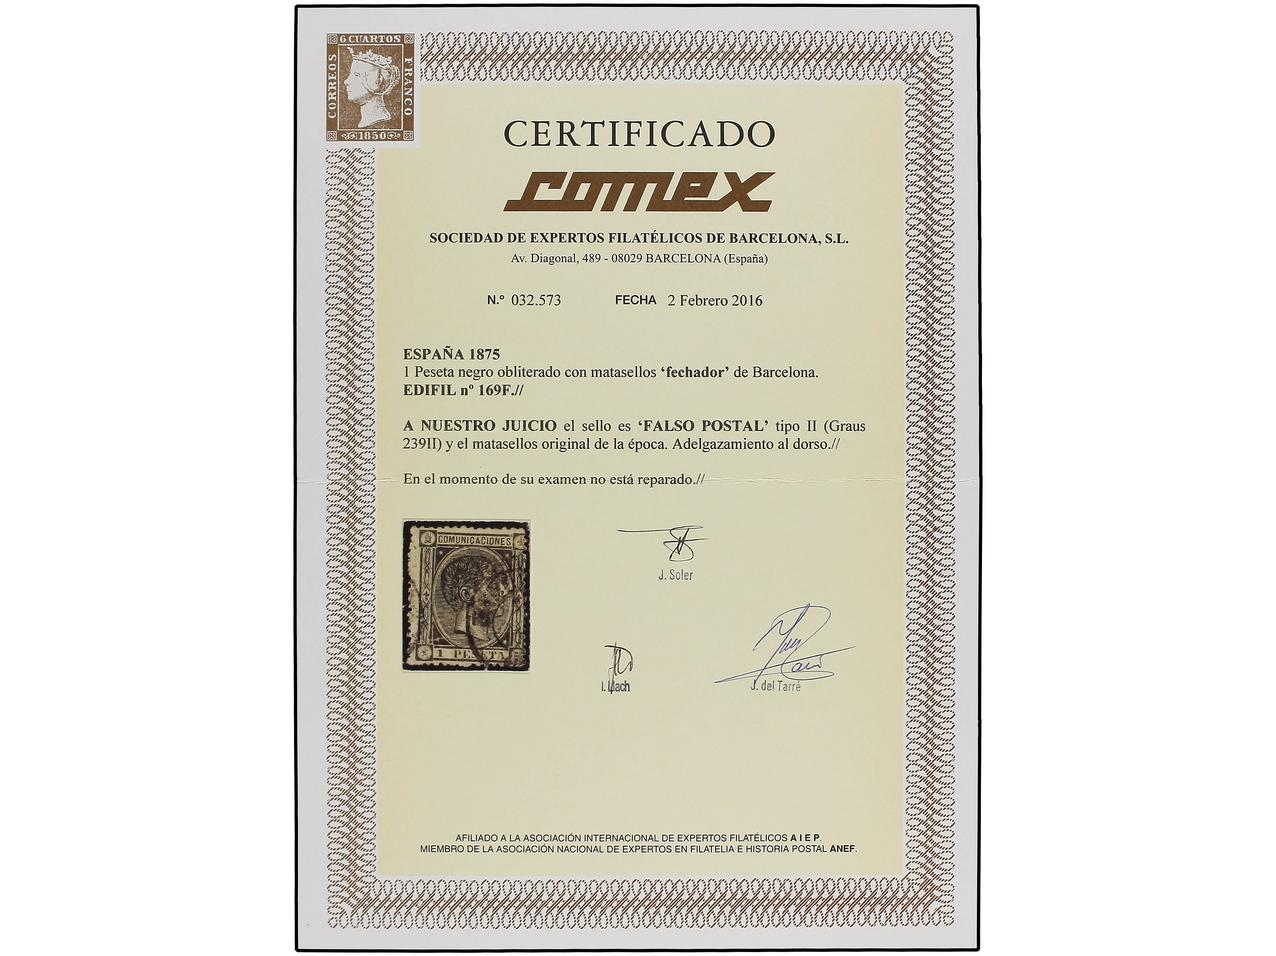 6 CUARTOS
CORREOS
FRANCO
1850
CERTIFICADO
comex
SOCIEDAD DE EXPERTOS FILATÉLICOS DE BARCELONA, S.L.
Av. Diagonal, 489 - 08029 BARCELONA (España)
N.º 032.573 FECHA 2 Febrero 2016
ESPAÑA 1875
1 Peseta negro obliterado con matasellos ‘fechador’ de Barcelona.
EDIFIL nº 169F.//
A NUESTRO JUICIO el sello es ‘FALSO POSTAL’ tipo II (Graus
239II) y el matasellos original de la época. Adelgazamiento al dorso.//
En el momento de su examen no está reparado.//
COMUNICACIONES
1 PESETA
J. Soler
I. Mach
J. del Tarré
AFILIADO A LA ASOCIACIÓN INTERNACIONAL DE EXPERTOS FILATÉLICOS A I E P.
MIEMBRO DE LA ASOCIACIÓN NACIONAL DE EXPERTOS EN FILATELIA E HISTORIA POSTAL ANEF.